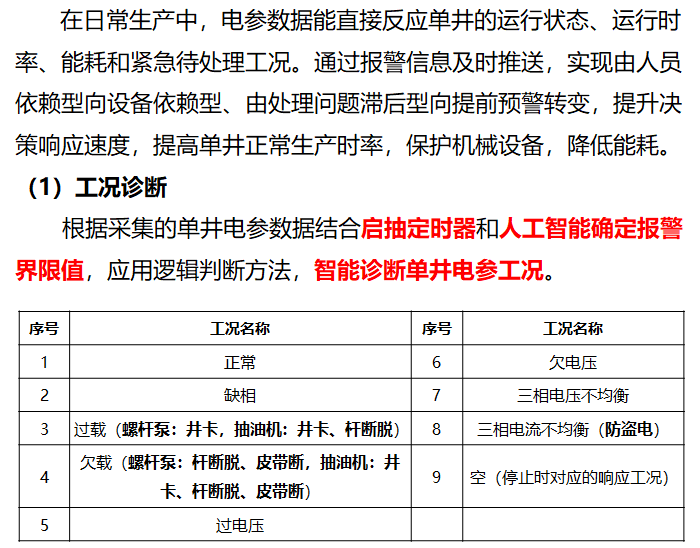 在日常生产中，电参数据能直接反应单井的运行状态、运行时
率、能耗和紧急待处理工况。通过报警信息及时推送，实现由人员
依赖型向设备依赖型、由处理问题滞后型向提前预警转变，提升决
策响应速度，提高单井正常生产时率，保护机械设备，降低能耗。
（1）工况诊断
根据采集的单井电参数据结合启抽定时器和人工智能确定报警
界限值，应用逻辑判断方法，智能诊断单井电参工况。
序号 工况名称 序号 工况名称
1 正常 6 欠电压
2 缺相 7 三相电压不均衡
3 过载（螺杆泵：井卡，抽油机：井卡、杆断脱） 8 三相电流不均衡（防盗电）
4 欠载（螺杆泵：杆断脱、皮带断，抽油机：井
卡、杆断脱、皮带断） 9 空（停止时对应的响应工况）
5 过电压